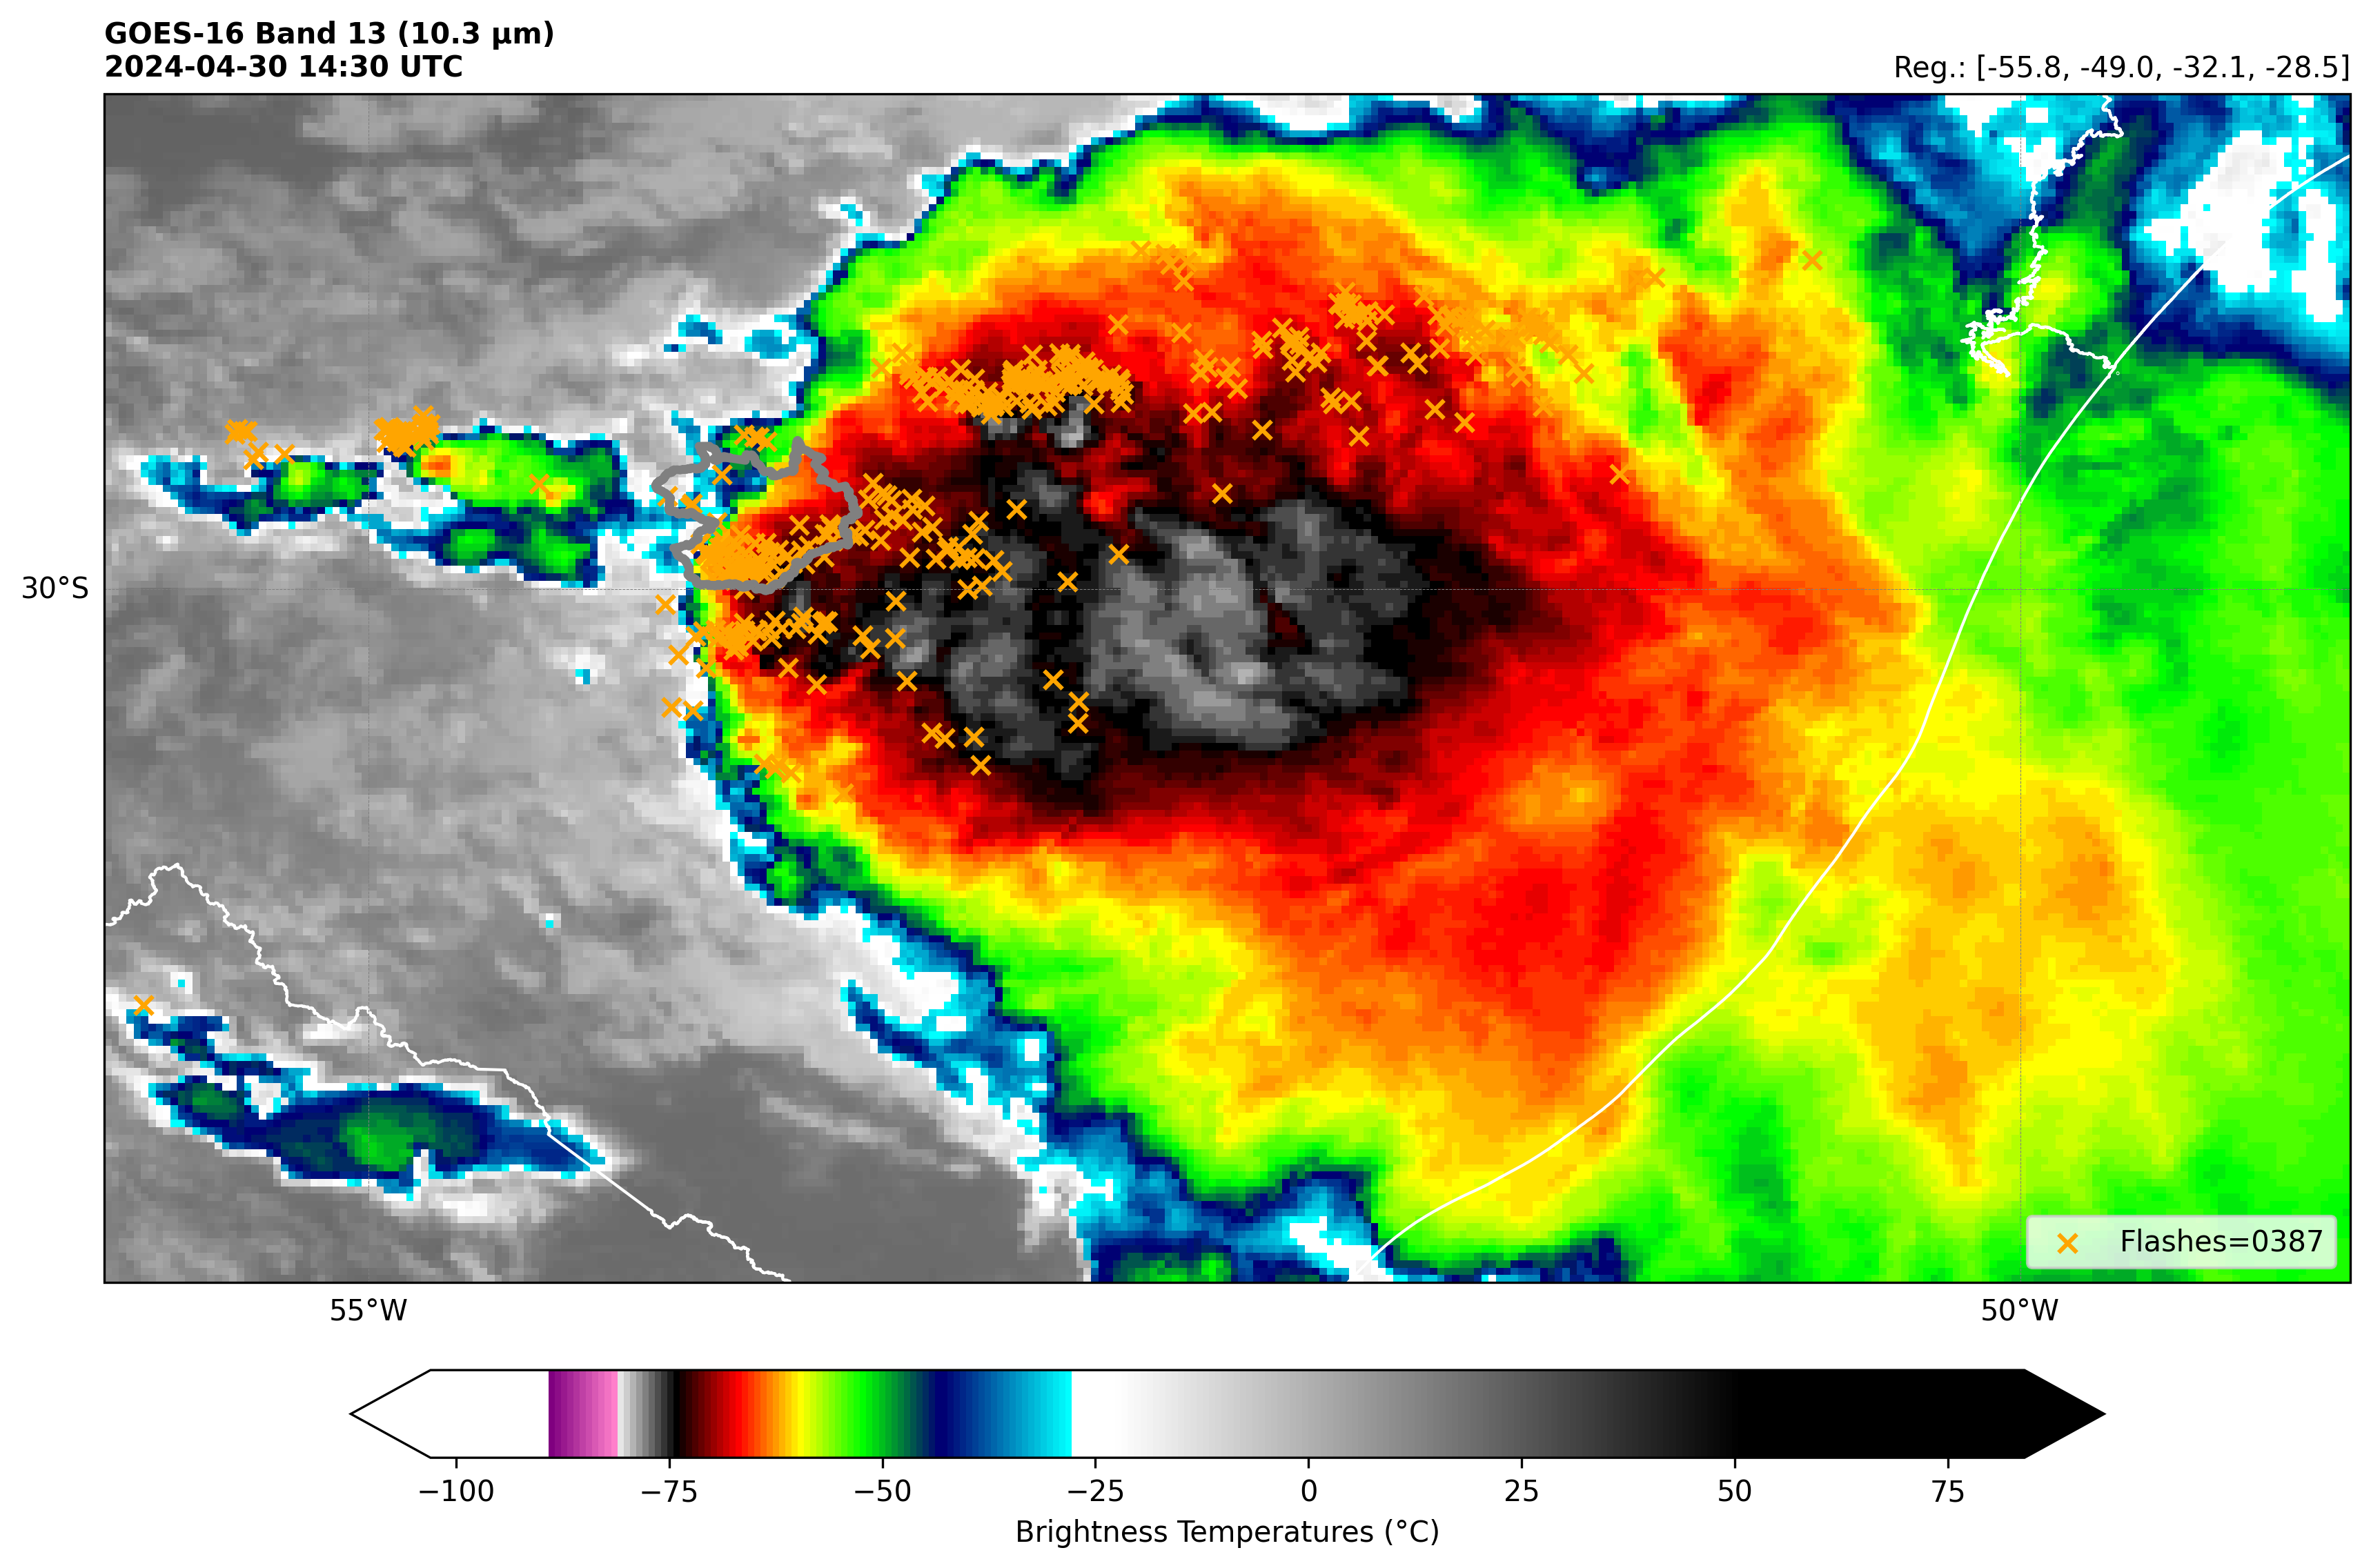 GOES-16 Band 13 (10.3 μm)
2024-04-30 14:30 UTC
Reg.: [-55.8, -49.0, -32.1, -28.5]
30°S
Flashes=0387
55°W
50°W
−100
−75
−50
−25
0
25
50
75
Brightness Temperatures (°C)